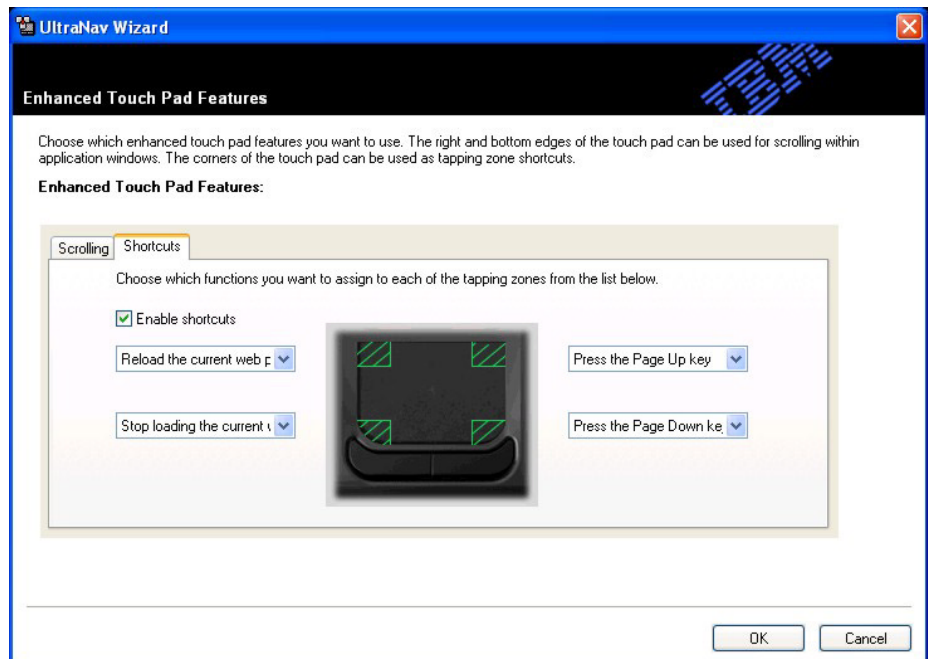 UltraNav Wizard
IBM
Enhanced Touch Pad Features
Choose which enhanced touch pad features you want to use. The right and bottom edges of the touch pad can be used for scrolling within
application windows. The corners of the touch pad can be used as tapping zone shortcuts.
Enhanced Touch Pad Features:
Scrolling Shortcuts
Choose which functions you want to assign to each of the tapping zones from the list below.
Enable shortcuts
Reload the current web Press the Page Up key
Stop loading the current Press the Page Down
OK Cancel